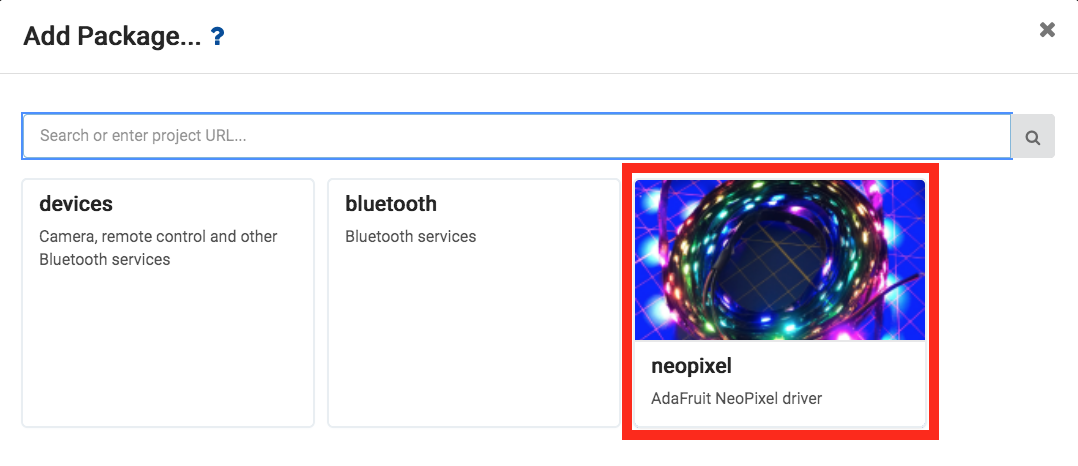 Add Package... ?
Search or enter project URL...
devices
Camera, remote control and other
Bluetooth services
bluetooth
Bluetooth services
neopixel
AdaFruit NeoPixel driver